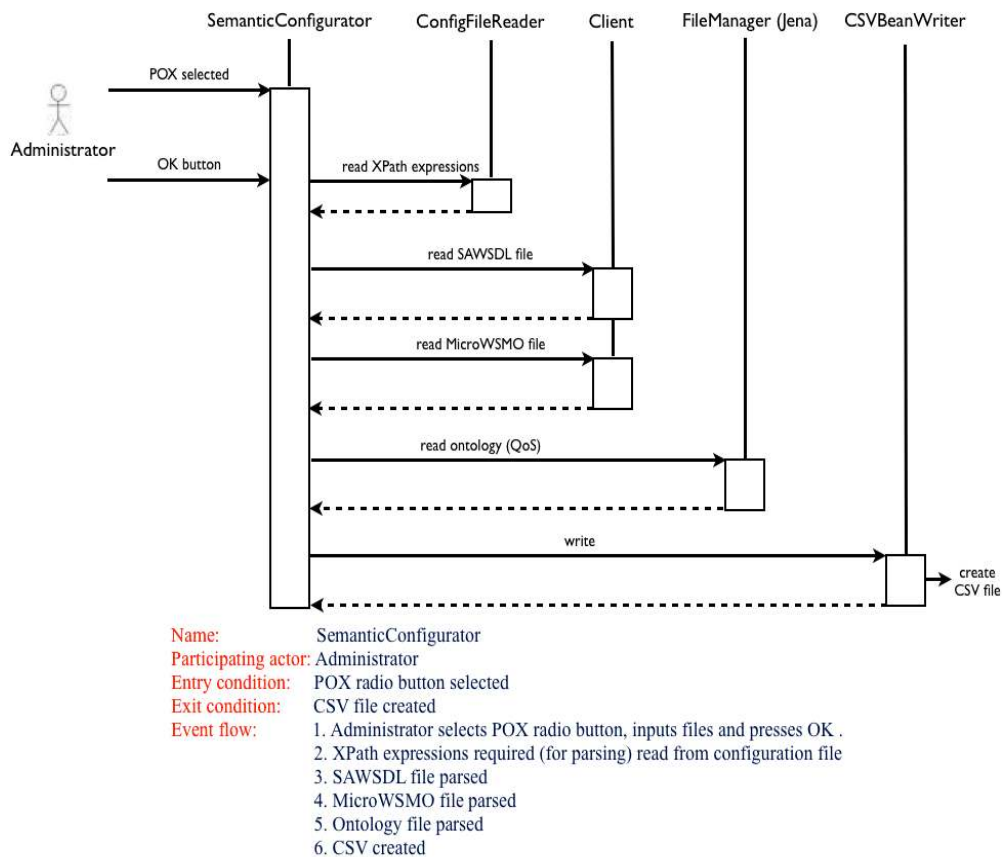 SemanticConfigurator ConfigFileReader Client FileManager (Jena) CSVBeanWriter
POX selected
Administrator
OK button
read XPath expressions
read SAWSDL file
read MicroWSMO file
read ontology (QoS)
write
create
CSV file
Name: SemanticConfigurator
Participating actor: Administrator
Entry condition: POX radio button selected
Exit condition: CSV file created
Event flow: 1. Administrator selects POX radio button, inputs files and presses OK .
2. XPath expressions required (for parsing) read from configuration file
3. SAWSDL file parsed
4. MicroWSMO file parsed
5. Ontology file parsed
6. CSV created